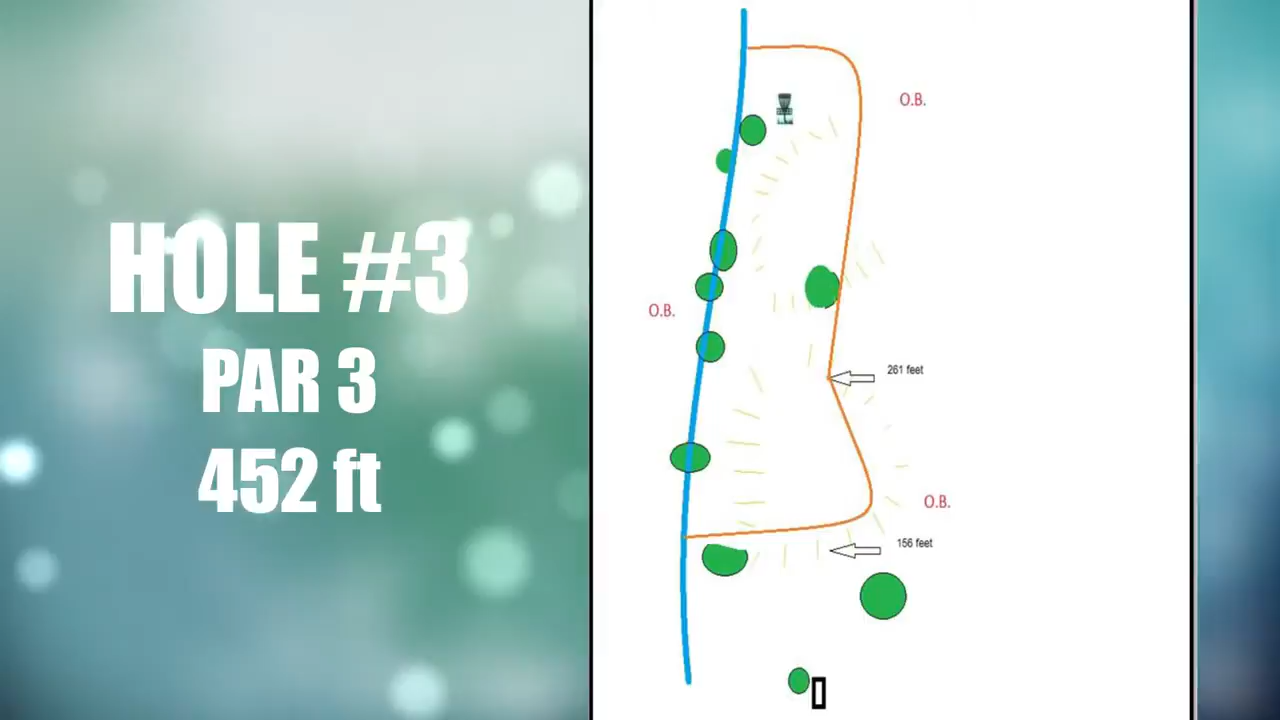 HOLE #3
PAR 3
452 ft
O.B.
O.B.
261 feet
O.B.
156 feet